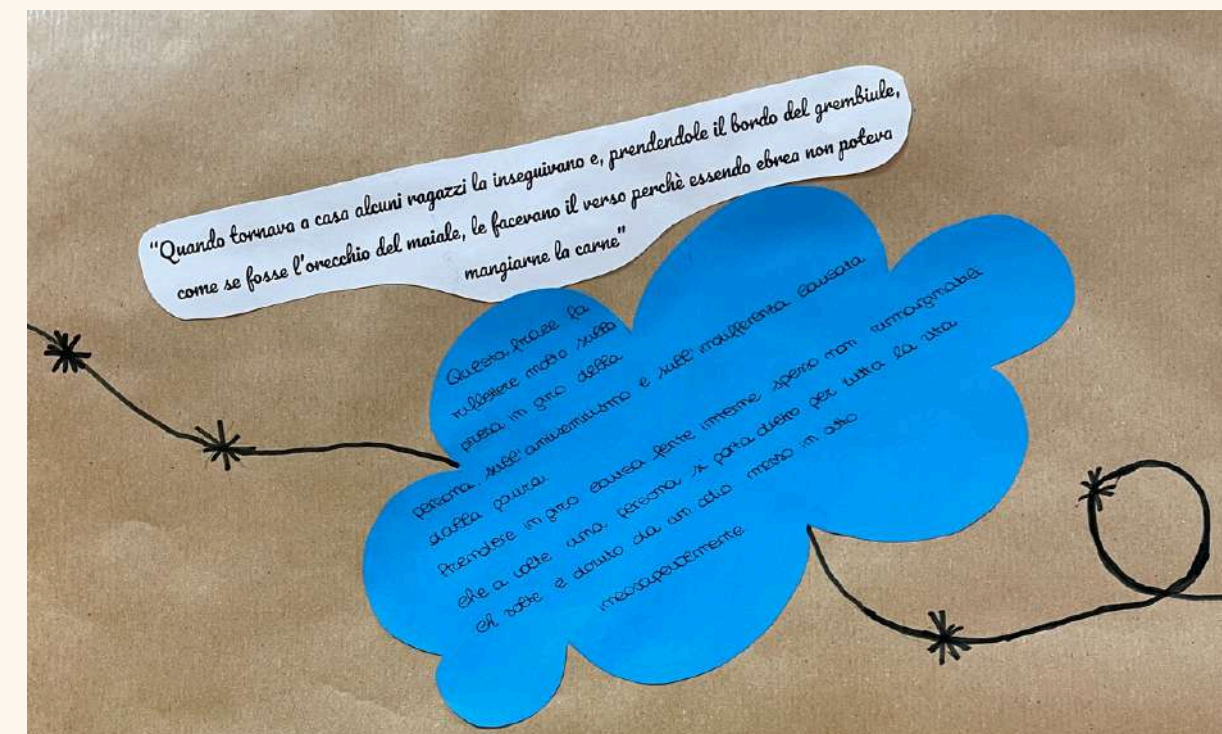 “Quando tornava a casa alcuni ragazzi la inseguivano e, prendendole il bordo del grembiule,
come se fosse l'orecchio del maiale, le facevano il verso perchè essendo ebrea non poteva
mangiarne la carne”
Questa frase fa
riflettere molto sulla
presa in giro della
persona sull'antisemitismo e sull'indifferenza causata
dalla paura.
Prendere in giro causa ferite interne spesso non rimarginabili
che a volte una persona si porta dietro per tutta la vita
a volte è dovuto da un odio messo in atto
inconsapevolmente